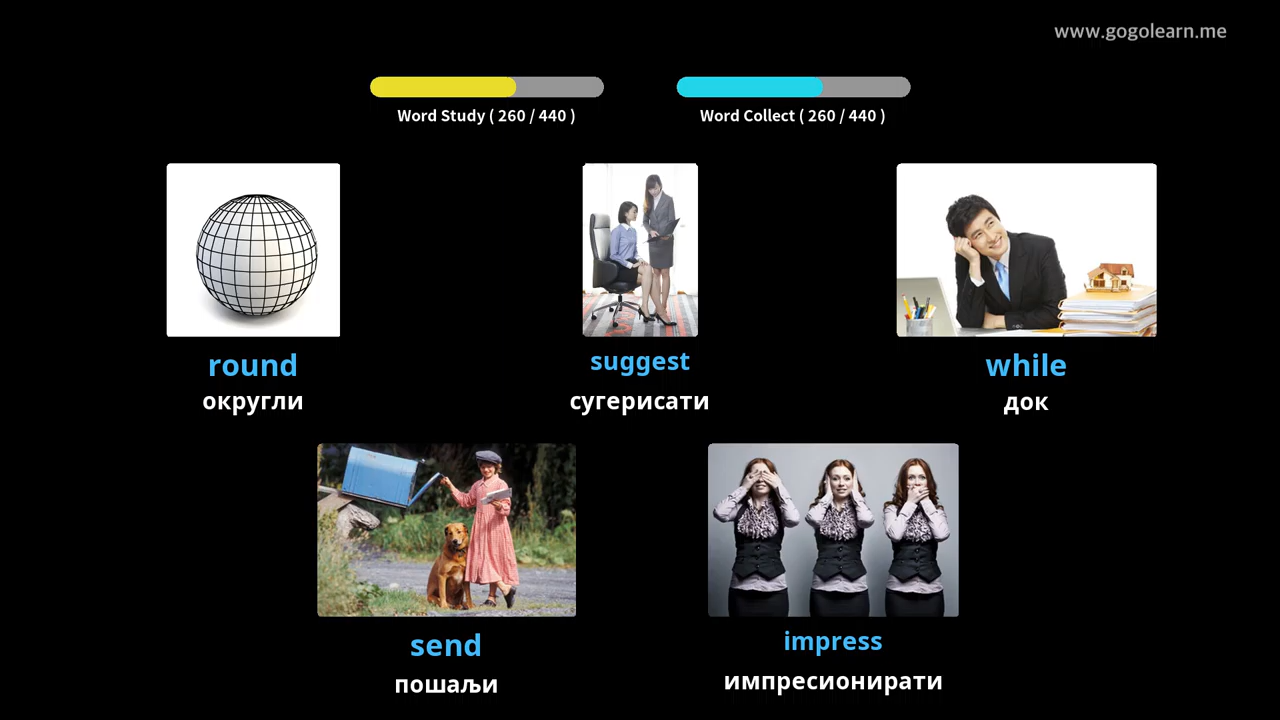 www.gogolearn.me
Word Study ( 260 / 440 )
Word Collect ( 260 / 440 )
round
округли
suggest
сугерисати
while
док
send
пошаљи
impress
импресионирати